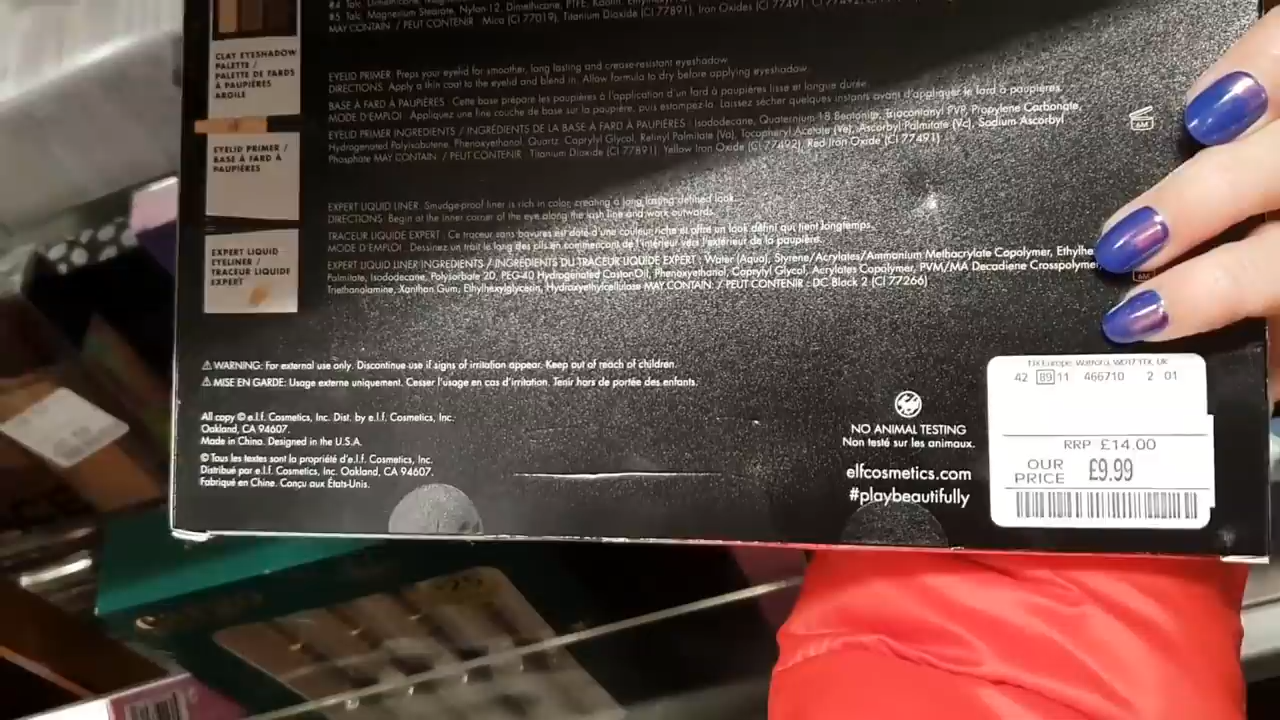 #4 Talc, Dimethicone,
#5 Talc, Magnesium Stearate, Nylon-12, Dimethicone, PTFE, Kaolin,
MAY CONTAIN / PEUT CONTENIR : Mica (CI 77019), Titanium Dioxide (CI 77891), Iron Oxides (CI 77491, CI 77492,
CLAY EYESHADOW
PALETTE /
PALETTE DE FARDS
À PAUPIÈRES
ARGILE
EYELID PRIMER: Preps your eyelid for smoother, long lasting and crease-resistant eyeshadow.
DIRECTIONS: Apply a thin coat to the eyelid and blend in. Allow formula to dry before applying eyeshadow.
BASE À FARD À PAUPIÈRES : Cette base prépare les paupières à l'application d'un fard à paupières lisse et longue durée.
MODE D'EMPLOI : Appliquez une fine couche de base sur la paupière, puis estompez-la. Laissez sécher quelques instants avant d'appliquer le fard à paupières.
EYELID PRIMER INGREDIENTS / INGRÉDIENTS DE LA BASE À FARD À PAUPIÈRES : Isododecane, Quaternium-18 Bentonite, Triacontanyl PVP, Propylene Carbonate,
Hydrogenated Polyisobutene, Phenoxyethanol, Quartz, Caprylyl Glycol, Retinyl Palmitate (Va), Tocopheryl Acetate (Ve), Ascorbyl Palmitate (Vc), Sodium Ascorbyl
Phosphate MAY CONTAIN / PEUT CONTENIR : Titanium Dioxide (CI 77891), Yellow Iron Oxide (CI 77492), Red Iron Oxide (CI 77491)
6M
EYELID PRIMER /
BASE À FARD À
PAUPIÈRES
EXPERT LIQUID LINER: Smudge-proof liner is rich in color, creating a long lasting defined look.
DIRECTIONS: Begin at the inner corner of the eye along the lash line and work outwards.
TRACEUR LIQUIDE EXPERT : Ce traceur sans bavures est doté d'une couleur riche et offre un look défini qui tient longtemps.
MODE D'EMPLOI : Dessinez un trait le long des cils en commençant de l'intérieur vers l'extérieur de la paupière.
EXPERT LIQUID LINER INGREDIENTS / INGRÉDIENTS DU TRACEUR LIQUIDE EXPERT : Water (Aqua), Styrene/Acrylates/Ammonium Methacrylate Copolymer, Ethylhe
Palmitate, Isododecane, Polysorbate 20, PEG-40 Hydrogenated Castor Oil, Phenoxyethanol, Caprylyl Glycol, Acrylates Copolymer, PVM/MA Decadiene Crosspolymer,
Triethanolamine, Xanthan Gum, Ethylhexylglycerin, Hydroxyethylcellulose MAY CONTAIN: / PEUT CONTENIR : DC Black 2 (CI 77266)
6M
EXPERT LIQUID
EYELINER /
TRACEUR LIQUIDE
EXPERT
⚠ WARNING: For external use only. Discontinue use if signs of irritation appear. Keep out of reach of children.
⚠ MISE EN GARDE: Usage externe uniquement. Cesser l'usage en cas d'irritation. Tenir hors de portée des enfants.
All copy © e.l.f. Cosmetics, Inc. Dist. by e.l.f. Cosmetics, Inc.
Oakland, CA 94607.
Made in China. Designed in the U.S.A.
© Tous les textes sont la propriété d'e.l.f. Cosmetics, Inc.
Distribué par e.l.f. Cosmetics, Inc. Oakland, CA 94607.
Fabriqué en Chine. Conçu aux États-Unis.
NO ANIMAL TESTING
Non testé sur les animaux.
elfcosmetics.com
#playbeautifully
TJX Europe, Watford, WD17 1TX, UK
42 89 11 466710 2 01
RRP £14.00
OUR
PRICE £9.99